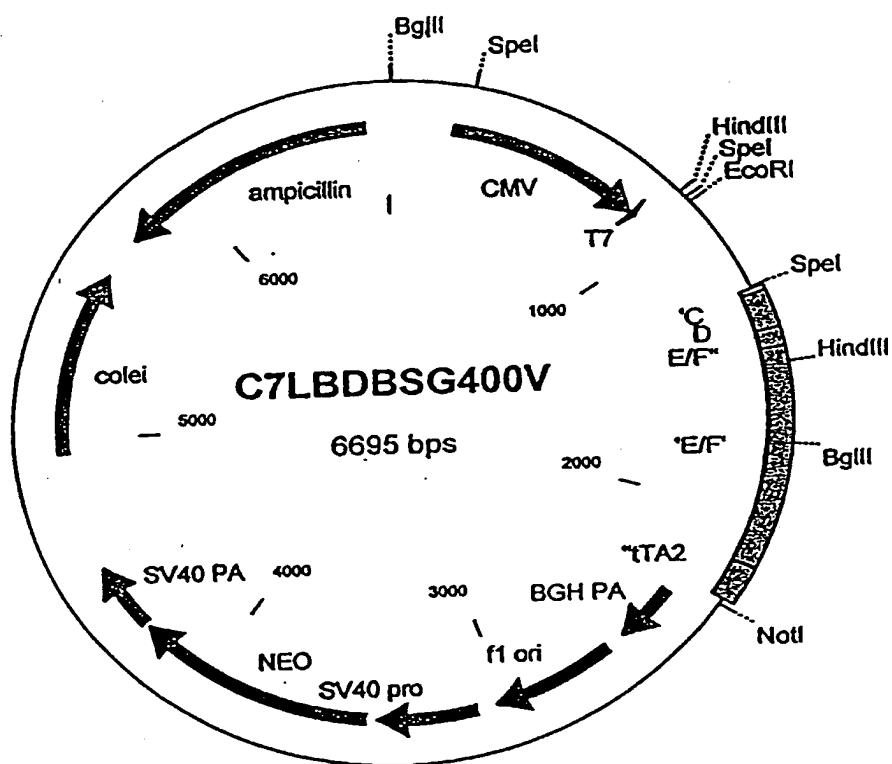 BglII
SpeI
HindIII
SpeI
EcoRI
ampicillin
CMV
T7
6000
1000
SpeI
'C
D
E/F"
HindIII
colei
C7LBDBSG400V
5000
6695 bps
"E/F'
BglII
2000
"tTA2
SV40 PA
4000
3000
BGH PA
NotI
NEO
f1 ori
SV40 pro